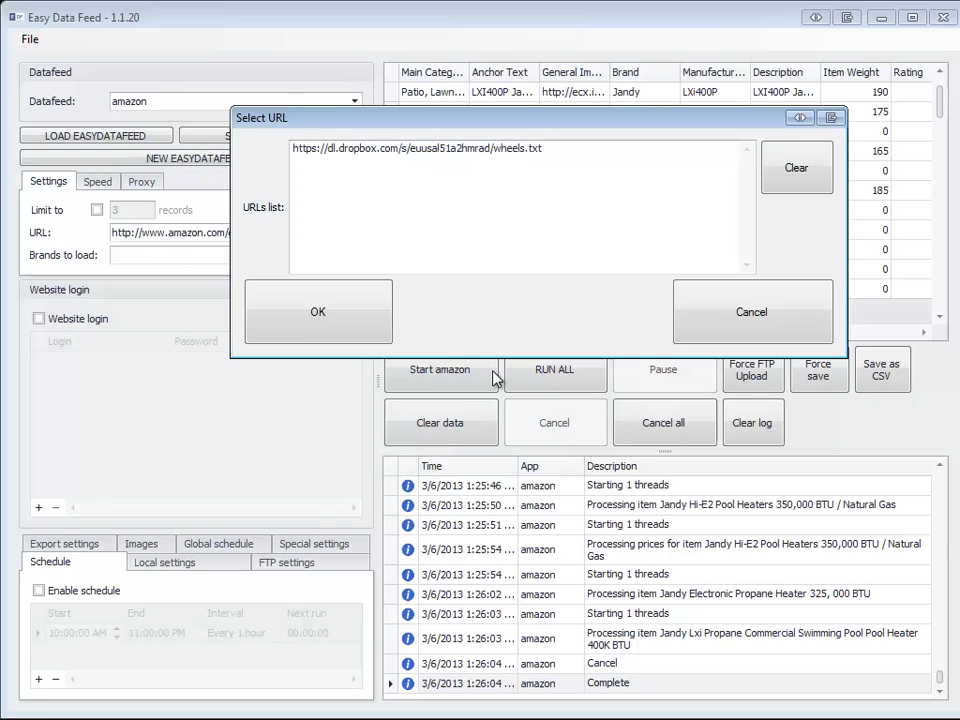 Easy Data Feed - 1.1.20
File
Datafeed
Datafeed:
amazon
LOAD EASYDATAFEED
S
NEW EASYDATAFE
Settings
Speed
Proxy
Limit to
3
records
URL:
http://www.amazon.com/
Brands to load:
Website login
Website login
Login
Password
Export settings
Images
Global schedule
Special settings
Schedule
Local settings
FTP settings
Enable schedule
Start
End
Interval
Next run
10:00:00 AM
11:00:00 PM
Every 1 hour
00:00:00
Main Categ...
Anchor Text
General Im...
Brand
Manufactur...
Description
Item Weight
Rating
Patio, Lawn...
LXI400P Ja...
http://ecx.i...
Jandy
LXi400P
LXI400P Ja...
190
175
0
165
0
185
0
0
0
0
0
Select URL
URLs list:
https://dl.dropbox.com/s/euusal51a2hmrad/wheels.txt
Clear
OK
Cancel
Start amazon
RUN ALL
Pause
Force FTP
Upload
Force
save
Save as
CSV
Clear data
Cancel
Cancel all
Clear log
Time
App
Description
3/6/2013 1:25:46 ... amazon Starting 1 threads
3/6/2013 1:25:50 ... amazon Processing item Jandy Hi-E2 Pool Heaters 350,000 BTU / Natural Gas
3/6/2013 1:25:51 ... amazon Starting 1 threads
3/6/2013 1:25:54 ... amazon Processing prices for item Jandy Hi-E2 Pool Heaters 350,000 BTU / Natural
Gas
3/6/2013 1:25:54 ... amazon Starting 1 threads
3/6/2013 1:26:02 ... amazon Processing item Jandy Electronic Propane Heater 325, 000 BTU
3/6/2013 1:26:03 ... amazon Starting 1 threads
3/6/2013 1:26:03 ... amazon Processing item Jandy Lxi Propane Commercial Swimming Pool Pool Heater
400K BTU
3/6/2013 1:26:04 ... amazon Cancel
3/6/2013 1:26:04 ... amazon Complete